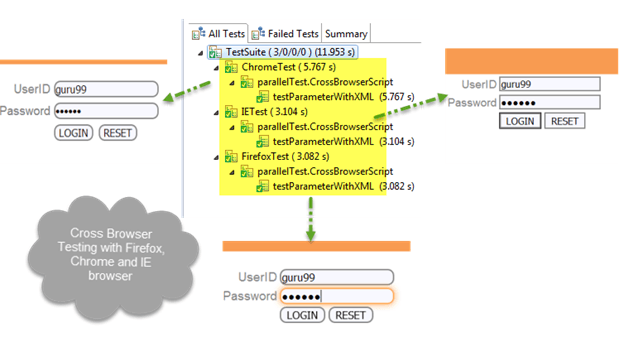 All Tests Failed Tests Summary
TestSuite ( 3/0/0/0 ) (11.953 s)
ChromeTest ( 5.767 s)
parallelTest.CrossBrowserScript
testParameterWithXML (5.767 s)
IETest ( 3.104 s)
parallelTest.CrossBrowserScript
testParameterWithXML (3.104 s)
FirefoxTest ( 3.082 s)
parallelTest.CrossBrowserScript
testParameterWithXML (3.082 s)
UserID guru99
Password ••••••
LOGIN RESET
UserID guru99
Password ••••••
LOGIN RESET
Cross Browser
Testing with Firefox,
Chrome and IE
browser
UserID guru99
Password ••••••
LOGIN RESET